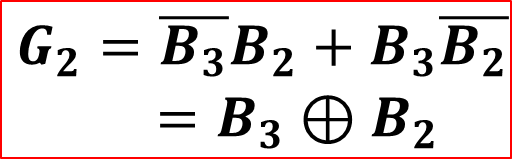 G₂ = B̅₃B₂ + B₃B̅₂
= B₃ ⊕ B₂